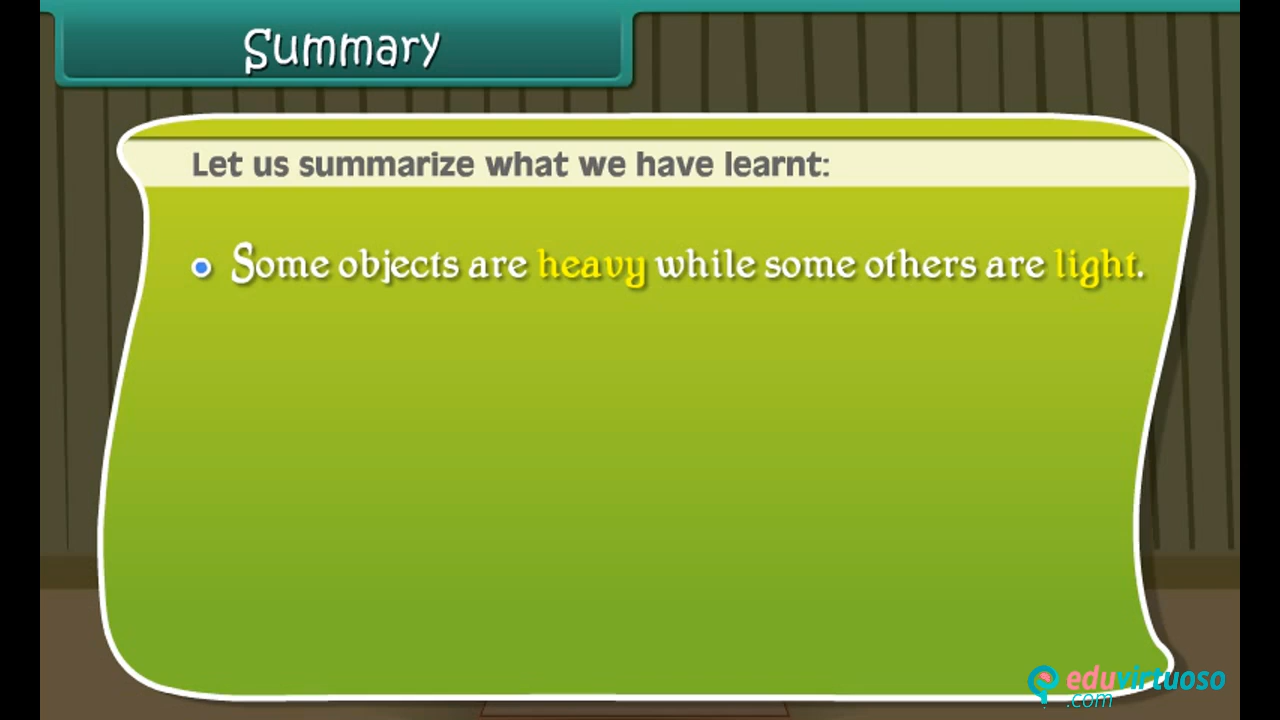 Summary
Let us summarize what we have learnt:
Some objects are heavy while some others are light.
eduvirtuoso
.com